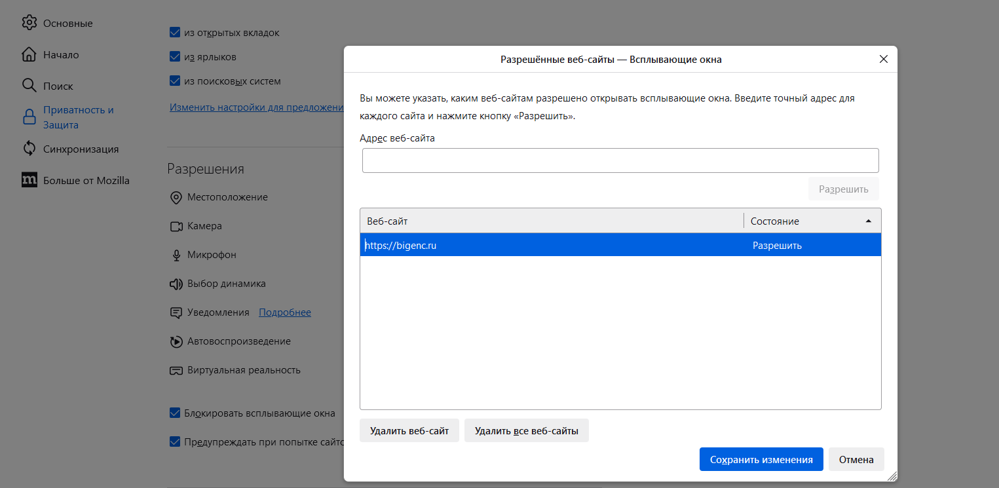 Основные
Начало
Поиск
Приватность и
Защита
Синхронизация
m
Больше от Mozilla
из открытых вкладок
из ярлыков
из поисковых систем
Изменить настройки для предложени
Разрешения
Местоположение
Камера
Микрофон
Выбор динамика
Уведомления Подробнее
Автовоспроизведение
Виртуальная реальность
Блокировать всплывающие окна
Предупреждать при попытке сайто
Разрешённые веб-сайты — Всплывающие окна
Вы можете указать, каким веб-сайтам разрешено открывать всплывающие окна. Введите точный адрес для
каждого сайта и нажмите кнопку «Разрешить».
Адрес веб-сайта
Разрешить
Веб-сайт Состояние
https://bigenc.ru Разрешить
Удалить веб-сайт Удалить все веб-сайты
Сохранить изменения Отмена